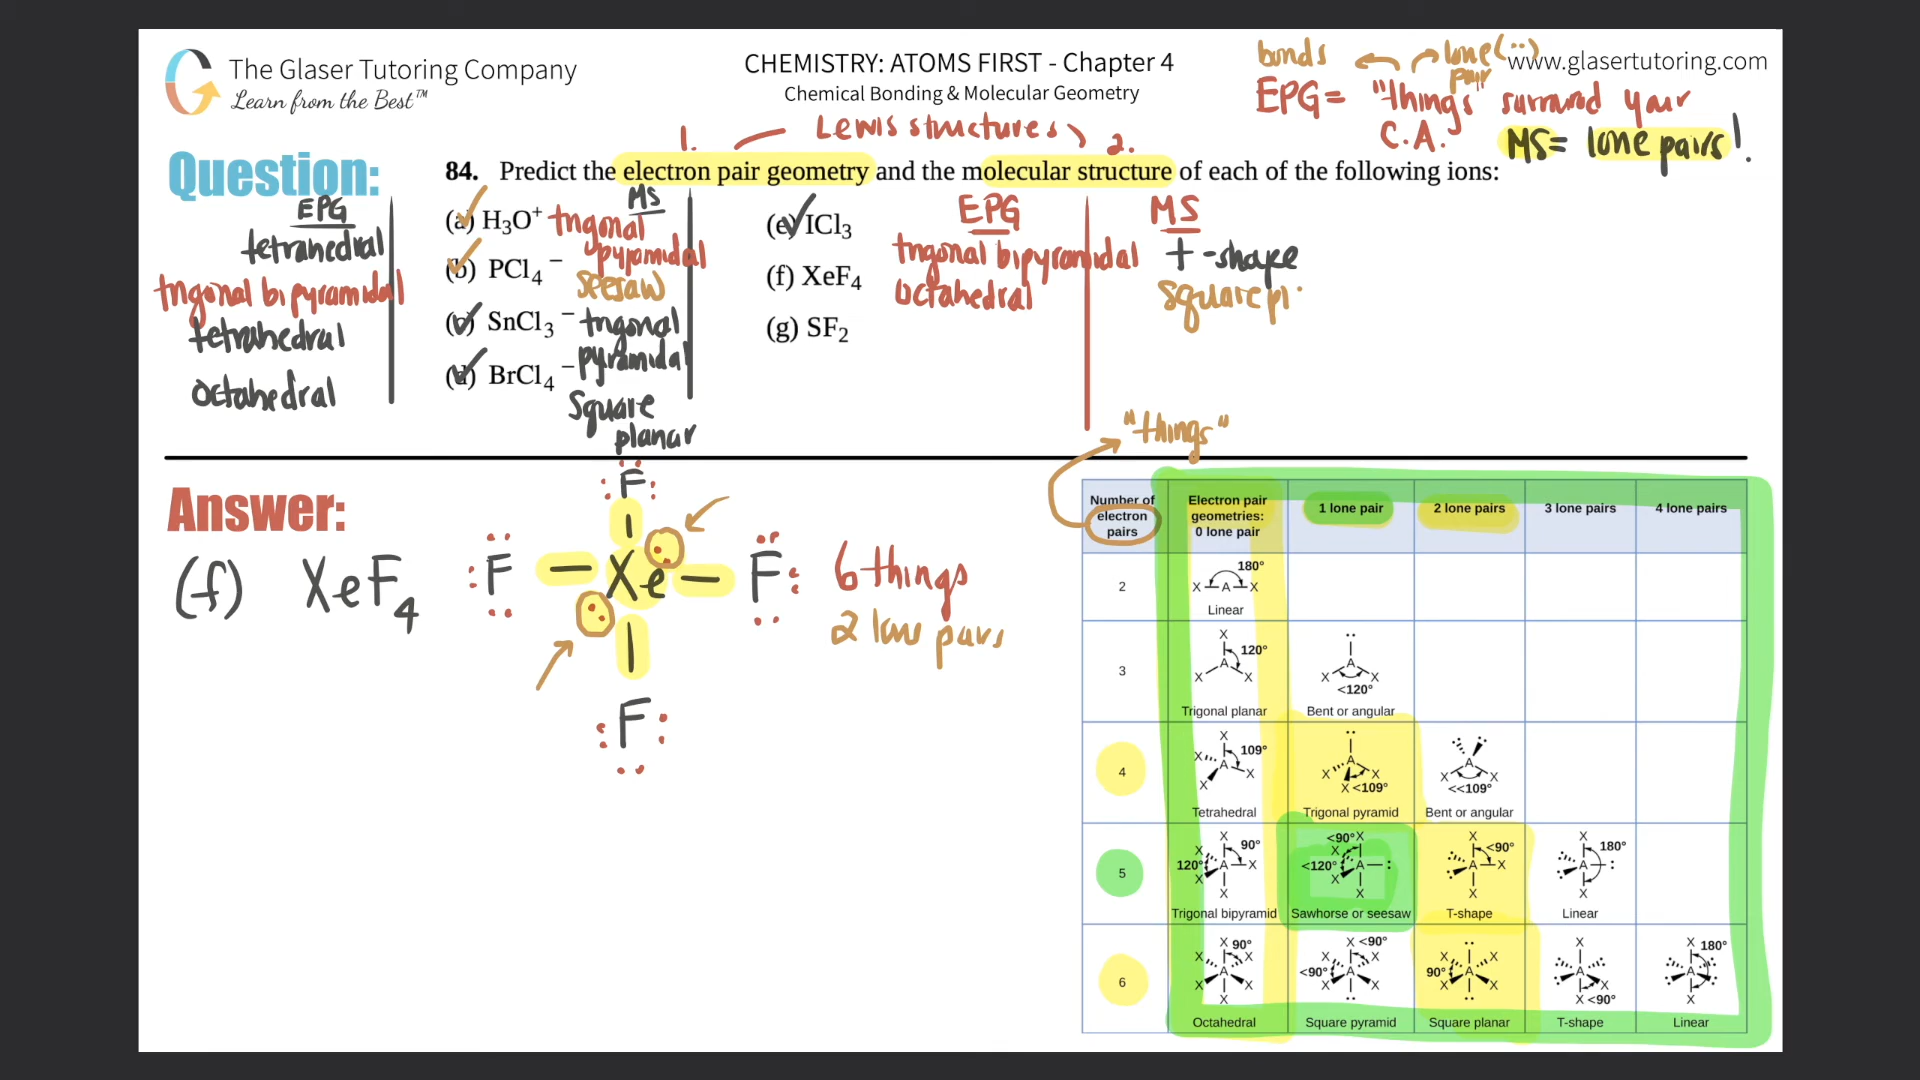 The Glaser Tutoring Company
Learn from the Best™
CHEMISTRY: ATOMS FIRST - Chapter 4
Chemical Bonding & Molecular Geometry
www.glasertutoring.com
bonds lone (··)
pair
EPG = "things" surround your
C.A.
MS = lone pairs!
1. Lewis structures 2.
Question:
84. Predict the electron pair geometry and the molecular structure of each of the following ions:
EPG
tetrahedral
trigonal bipyramidal
tetrahedral
octahedral
MS
(a) H3O+ trigonal
pyramidal
(b) PCl4 − seesaw
(c) SnCl3 − trigonal
pyramidal
(d) BrCl4 −
square
planar
(e) ICl3
(f) XeF4
(g) SF2
EPG MS
trigonal bipyramidal t-shape
octahedral square pl
"things"
Answer:
(f) XeF4
F
F Xe F
F
6 things
2 lone pairs
Number of electron pairs
Electron pair geometries: 0 lone pair
1 lone pair
2 lone pairs
3 lone pairs
4 lone pairs
2
180°
X A X
Linear
3
X
120°
A
X X
Trigonal planar
A
X X
<120°
Bent or angular
4
X
109°
X A
X X
Tetrahedral
A
X X
X <109°
Trigonal pyramid
A
X X
<<109°
Bent or angular
5
X
90°
X
120° A X
X
X
Trigonal bipyramid
<90° X
X
<120° A :
X
X
Sawhorse or seesaw
X
<90°
: A X
X
T-shape
X
180°
A :
X
Linear
6
X 90°
X X
A
X X
X
Octahedral
X <90°
X X
<90° A
X X
Square pyramid
X X
90° A
X X
Square planar
X
A
X
X <90°
T-shape
X 180°
A
X
Linear